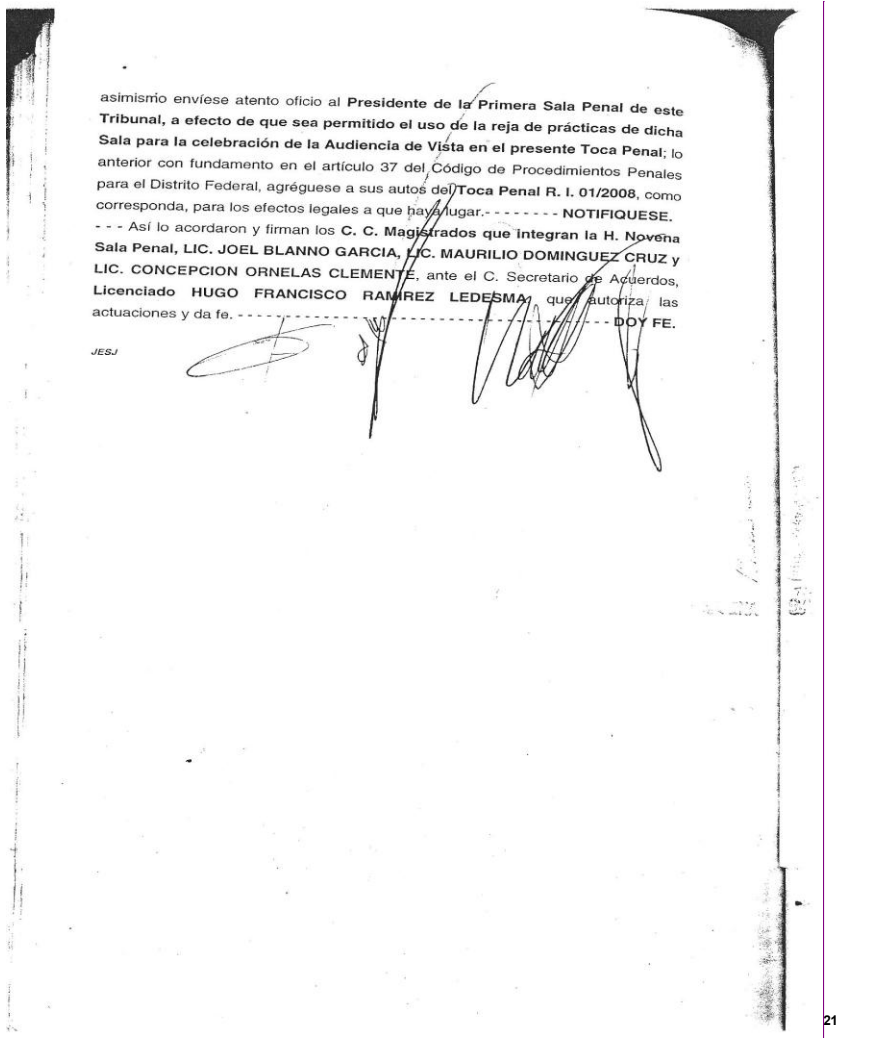 asimismo envíese atento oficio al Presidente de la Primera Sala Penal de este
Tribunal, a efecto de que sea permitido el uso de la reja de prácticas de dicha
Sala para la celebración de la Audiencia de Vista en el presente Toca Penal; lo
anterior con fundamento en el artículo 37 del Código de Procedimientos Penales
para el Distrito Federal, agréguese a sus autos del Toca Penal R. I. 01/2008, como
corresponda, para los efectos legales a que haya lugar.- - - - - - - - NOTIFIQUESE.
- - - Así lo acordaron y firman los C. C. Magistrados que integran la H. Novena
Sala Penal, LIC. JOEL BLANNO GARCIA, LIC. MAURILIO DOMINGUEZ CRUZ y
LIC. CONCEPCION ORNELAS CLEMENTE, ante el C. Secretario de Acuerdos,
Licenciado HUGO FRANCISCO RAMIREZ LEDESMA, que autoriza las
actuaciones y da fe. - - - - - - - - - - - - - - - - - - - - - - - - - - - - - - - - - - - - - - DOY FE.
JESJ
21